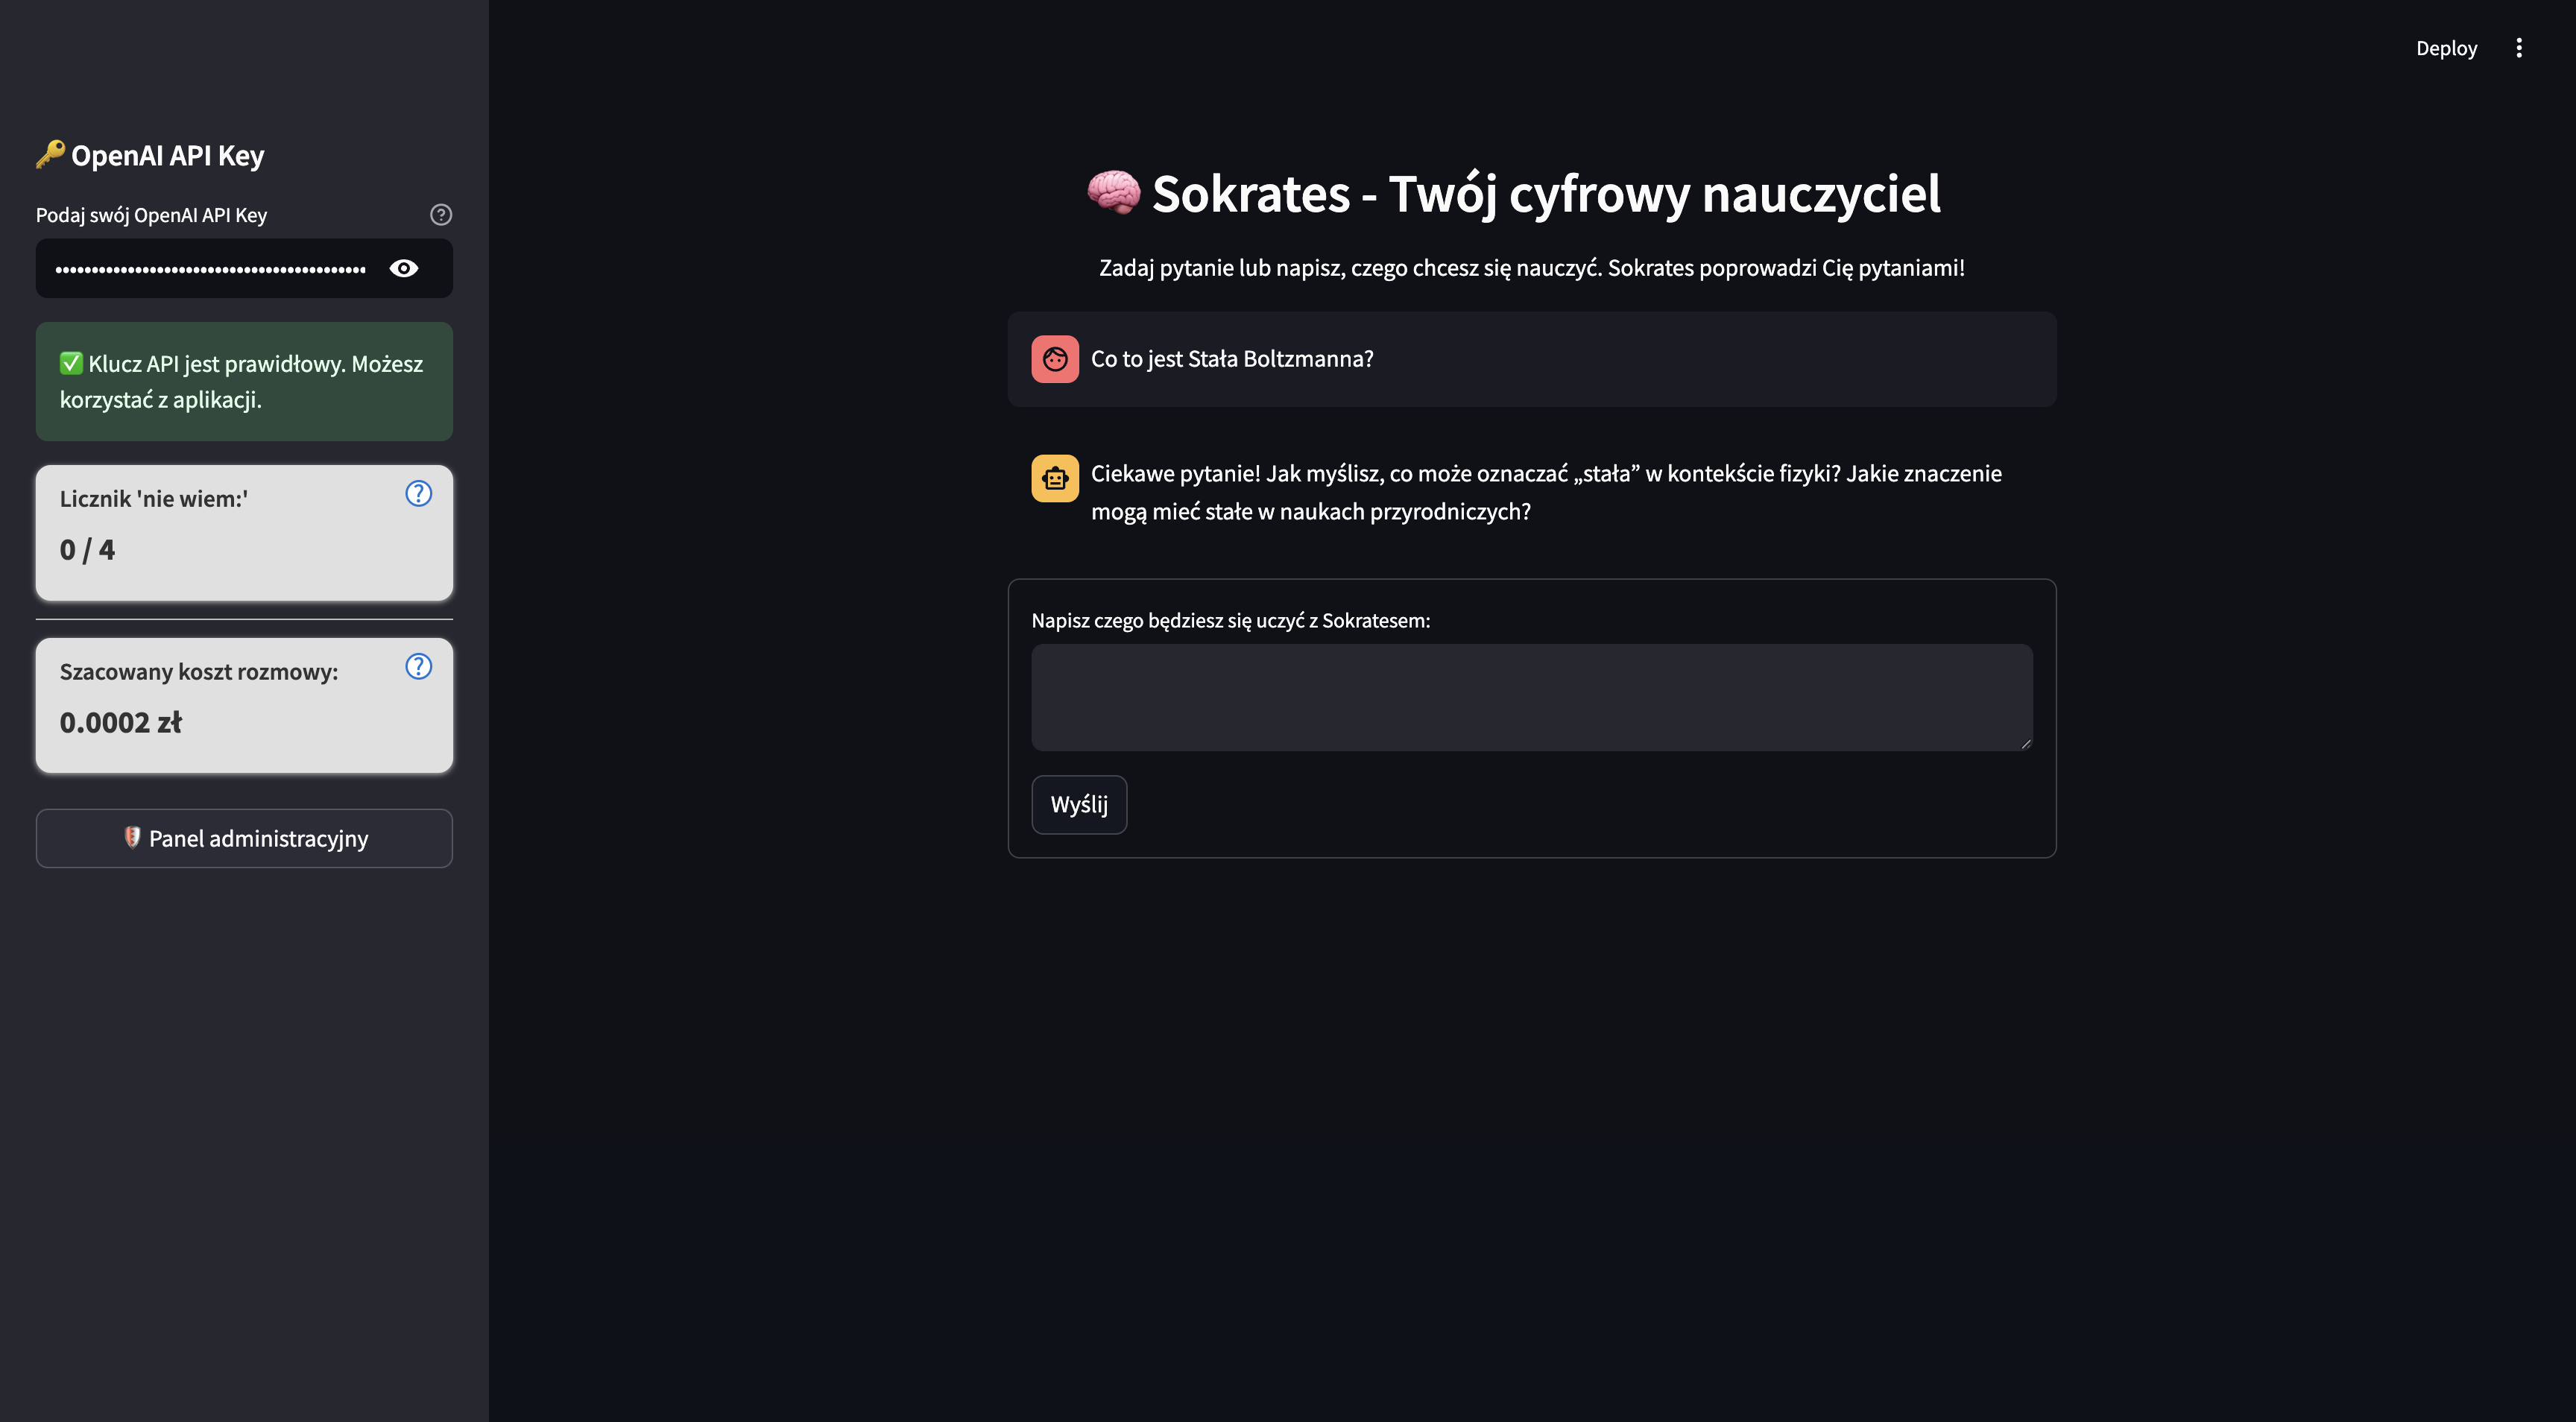 Deploy
🔑 OpenAI API Key
Podaj swój OpenAI API Key
✅ Klucz API jest prawidłowy. Możesz
korzystać z aplikacji.
Licznik 'nie wiem:'
0 / 4
Szacowany koszt rozmowy:
0.0002 zł
🛡️ Panel administracyjny
🧠 Sokrates - Twój cyfrowy nauczyciel
Zadaj pytanie lub napisz, czego chcesz się nauczyć. Sokrates poprowadzi Cię pytaniami!
Co to jest Stała Boltzmanna?
Ciekawe pytanie! Jak myślisz, co może oznaczać „stała” w kontekście fizyki? Jakie znaczenie
mogą mieć stałe w naukach przyrodniczych?
Napisz czego będziesz się uczyć z Sokratesem:
Wyślij